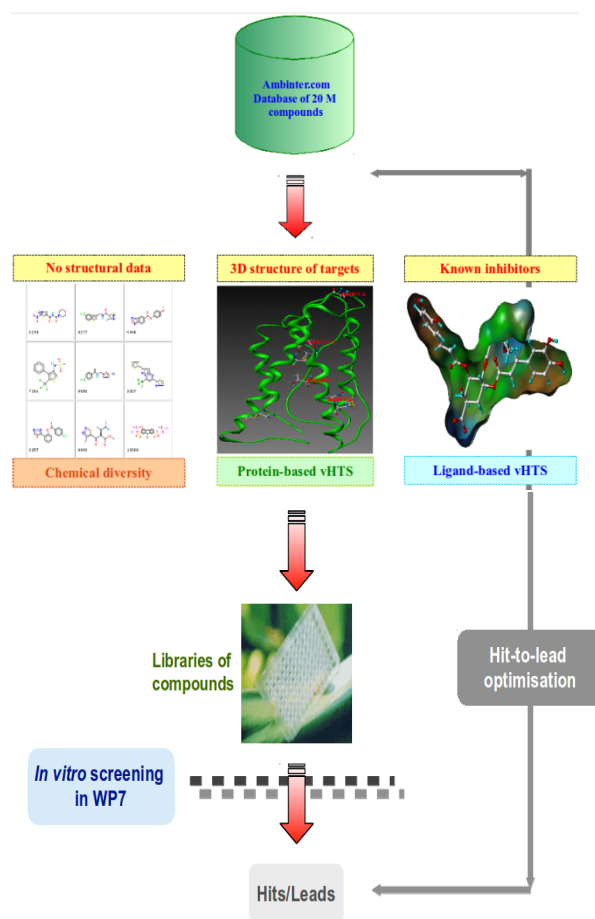 Ambinter.com
Database of 20 M
compounds
No structural data
3D structure of targets
Known inhibitors
Chemical diversity
Protein-based vHTS
Ligand-based vHTS
Libraries of
compounds
Hit-to-lead
optimisation
In vitro screening
in WP7
Hits/Leads